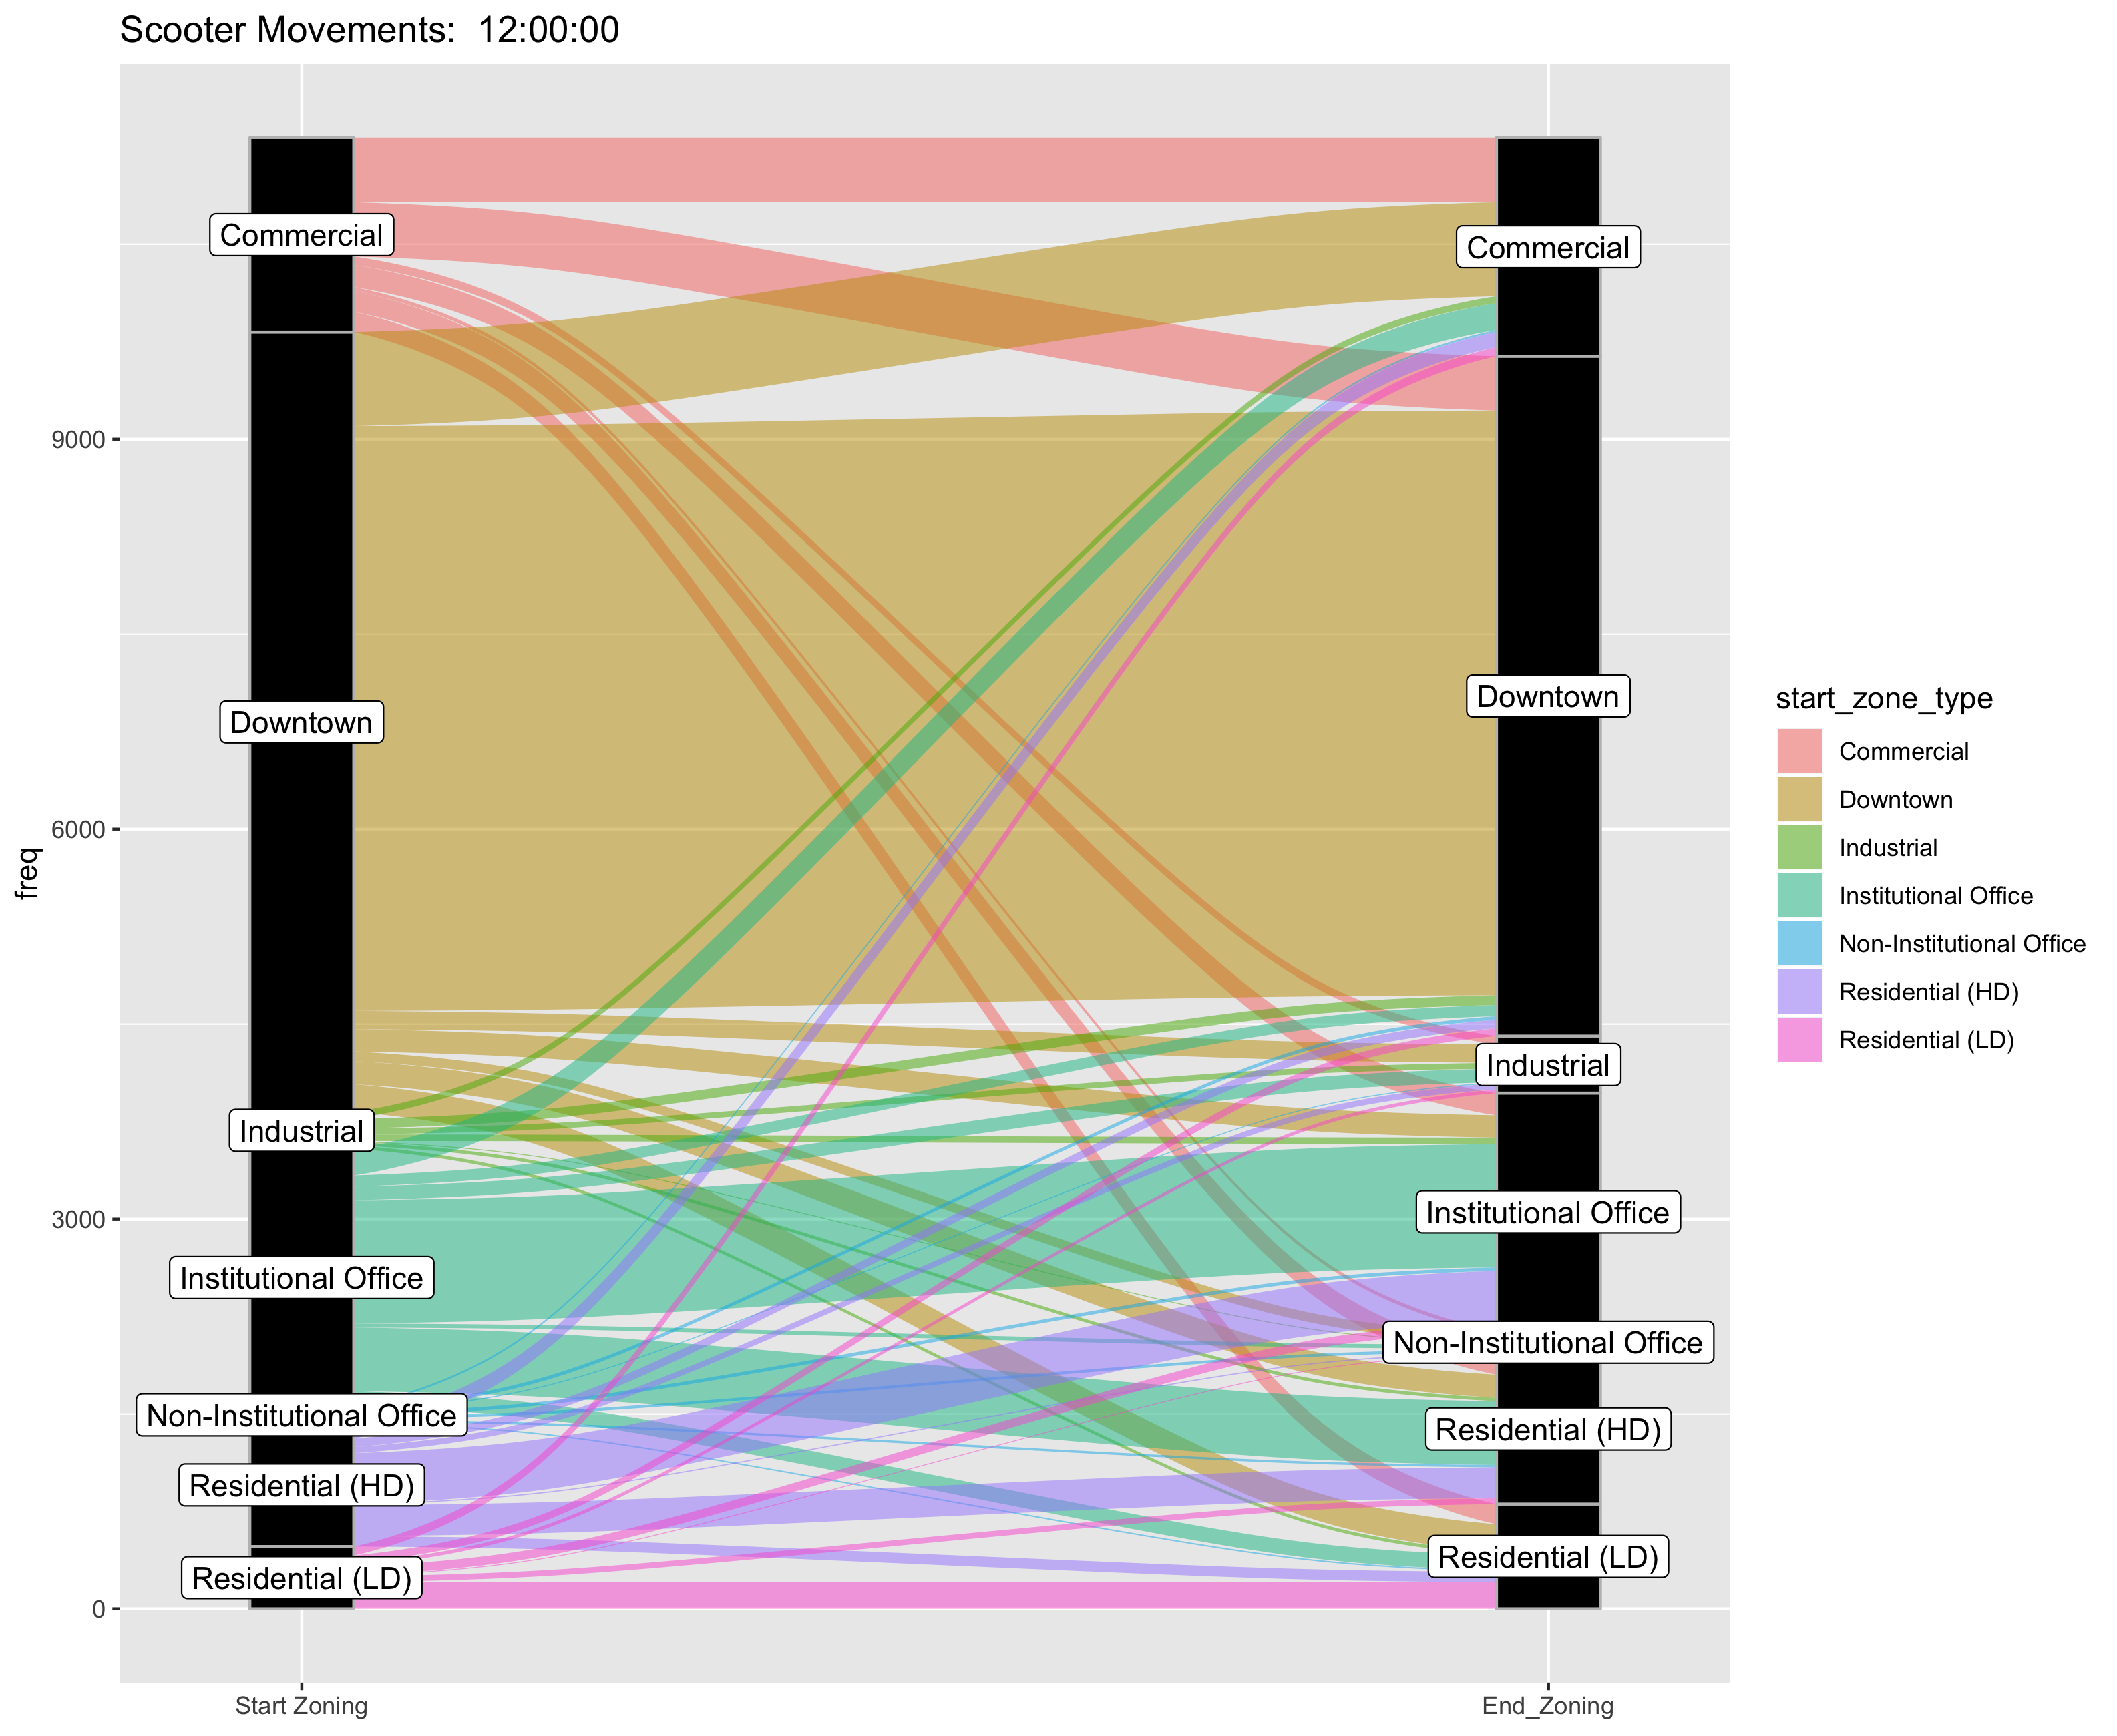 Scooter Movements:  12:00:00
freq
9000
6000
3000
0
Commercial
Downtown
Industrial
Institutional Office
Non-Institutional Office
Residential (HD)
Residential (LD)
Commercial
Downtown
Industrial
Institutional Office
Non-Institutional Office
Residential (HD)
Residential (LD)
Start Zoning
End_Zoning
start_zone_type
Commercial
Downtown
Industrial
Institutional Office
Non-Institutional Office
Residential (HD)
Residential (LD)